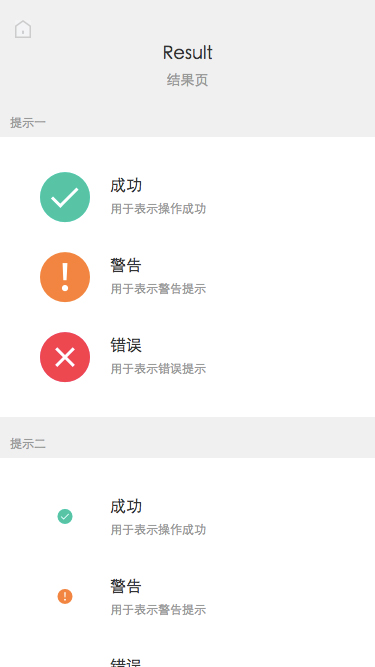 Result
结果页
提示一
成功
用于表示操作成功
警告
用于表示警告提示
错误
用于表示错误提示
提示二
成功
用于表示操作成功
警告
用于表示警告提示
错误